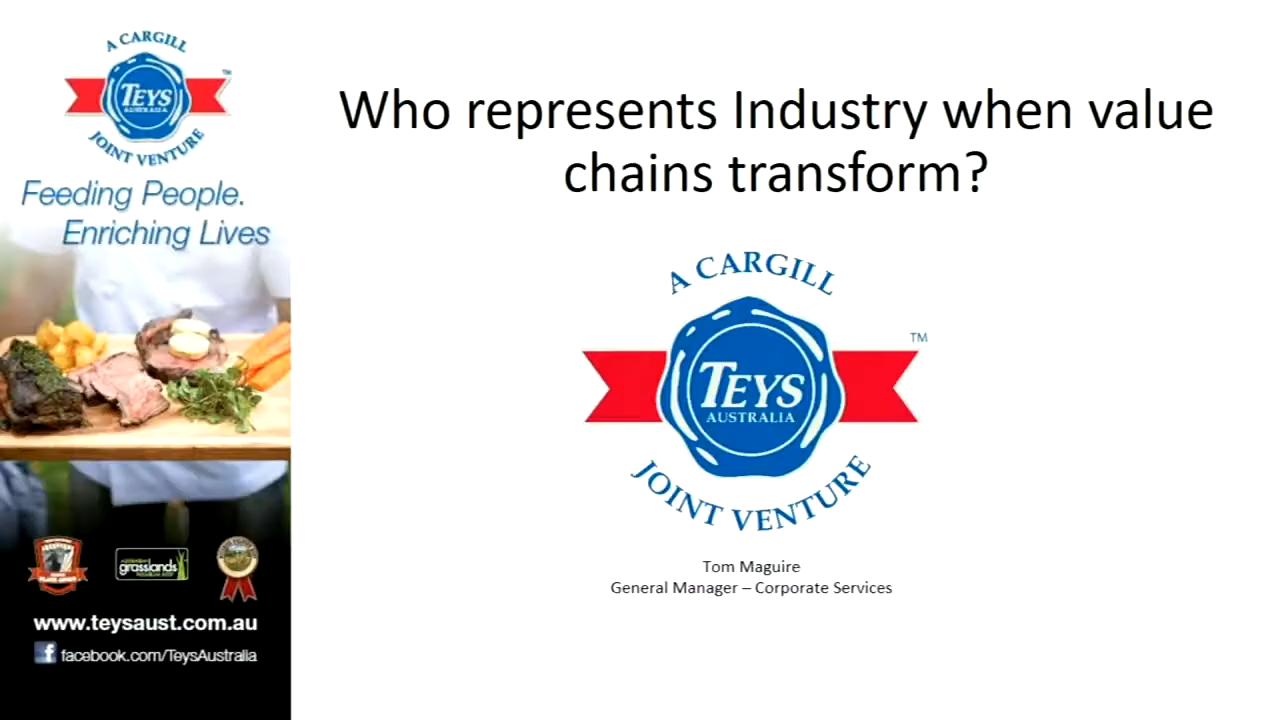 A CARGILL
TEYS
AUSTRALIA
TM
JOINT VENTURE
Feeding People.
Enriching Lives
grasslands
www.teysaust.com.au
f facebook.com/TeysAustralia
Who represents Industry when value
chains transform?
A CARGILL
TM
TEYS
AUSTRALIA
JOINT VENTURE
Tom Maguire
General Manager – Corporate Services